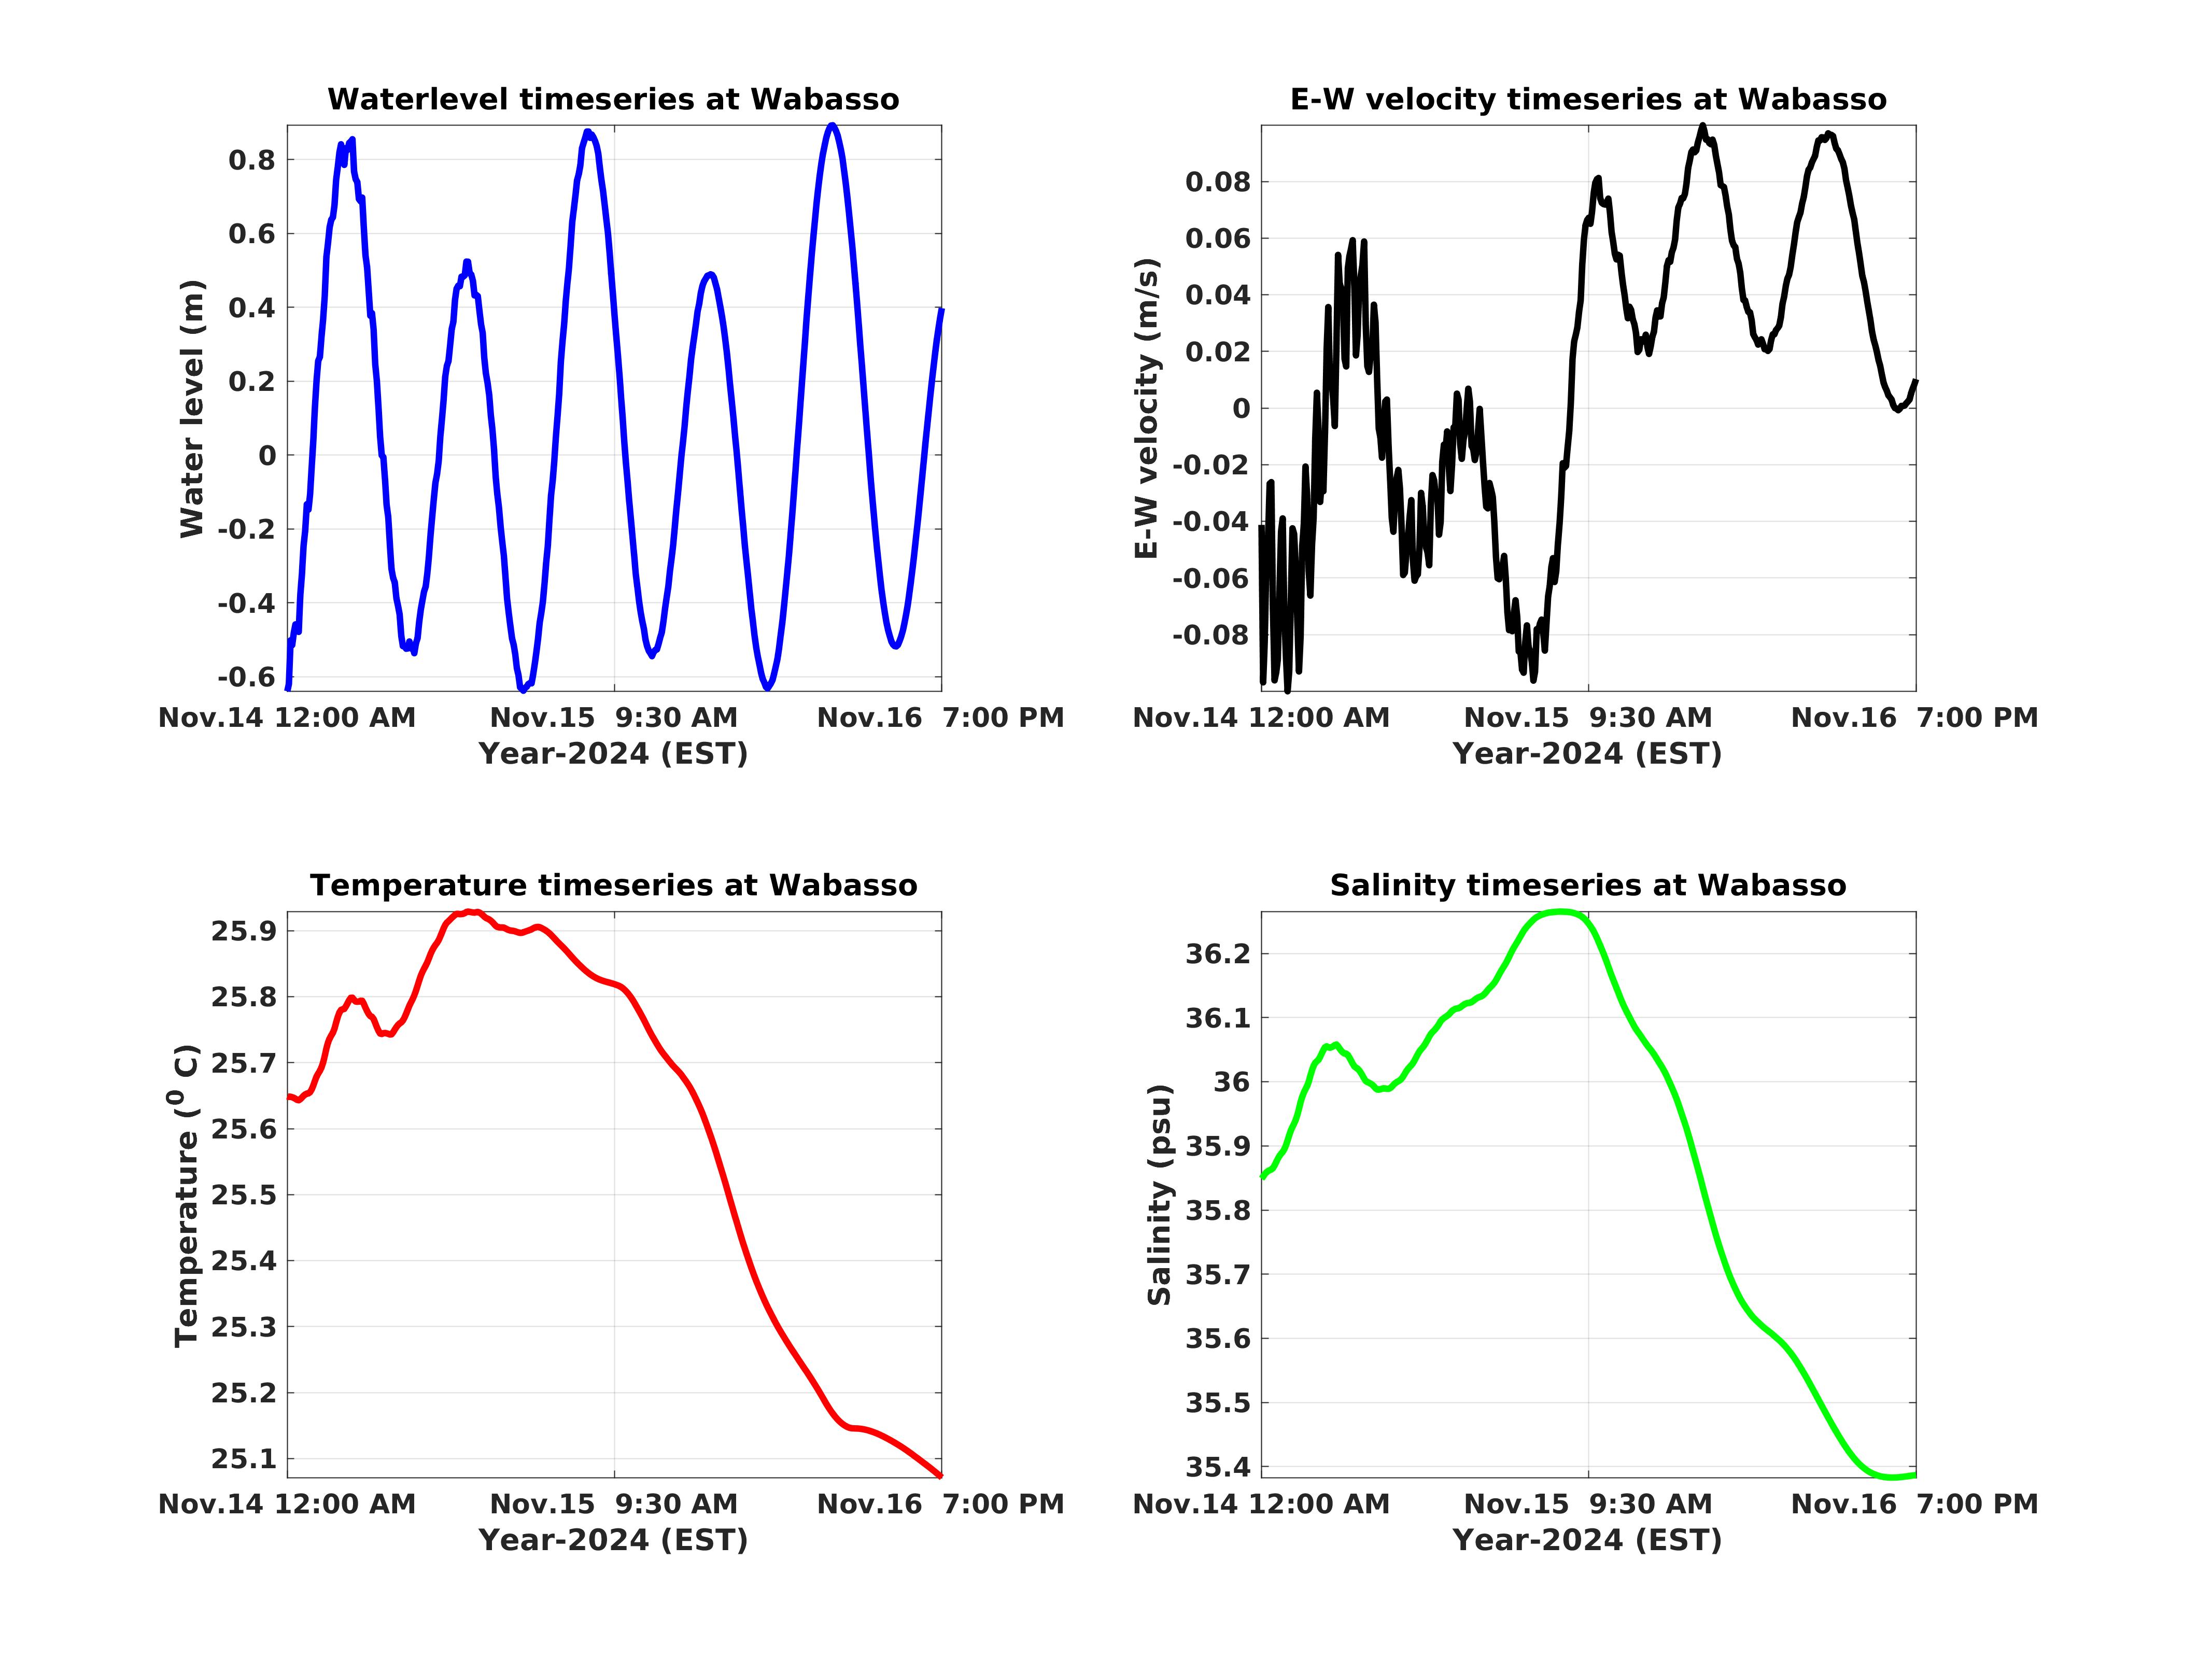 Waterlevel timeseries at Wabasso
0.8
0.6
0.4
0.2
0
-0.2
-0.4
-0.6
Water level (m)
Nov.14 12:00 AM Nov.15 9:30 AM Nov.16 7:00 PM
Year-2024 (EST)
E-W velocity timeseries at Wabasso
0.08
0.06
0.04
0.02
0
-0.02
-0.04
-0.06
-0.08
E-W velocity (m/s)
Nov.14 12:00 AM Nov.15 9:30 AM Nov.16 7:00 PM
Year-2024 (EST)
Temperature timeseries at Wabasso
25.9
25.8
25.7
25.6
25.5
25.4
25.3
25.2
25.1
Temperature (⁰ C)
Nov.14 12:00 AM Nov.15 9:30 AM Nov.16 7:00 PM
Year-2024 (EST)
Salinity timeseries at Wabasso
36.2
36.1
36
35.9
35.8
35.7
35.6
35.5
35.4
Salinity (psu)
Nov.14 12:00 AM Nov.15 9:30 AM Nov.16 7:00 PM
Year-2024 (EST)